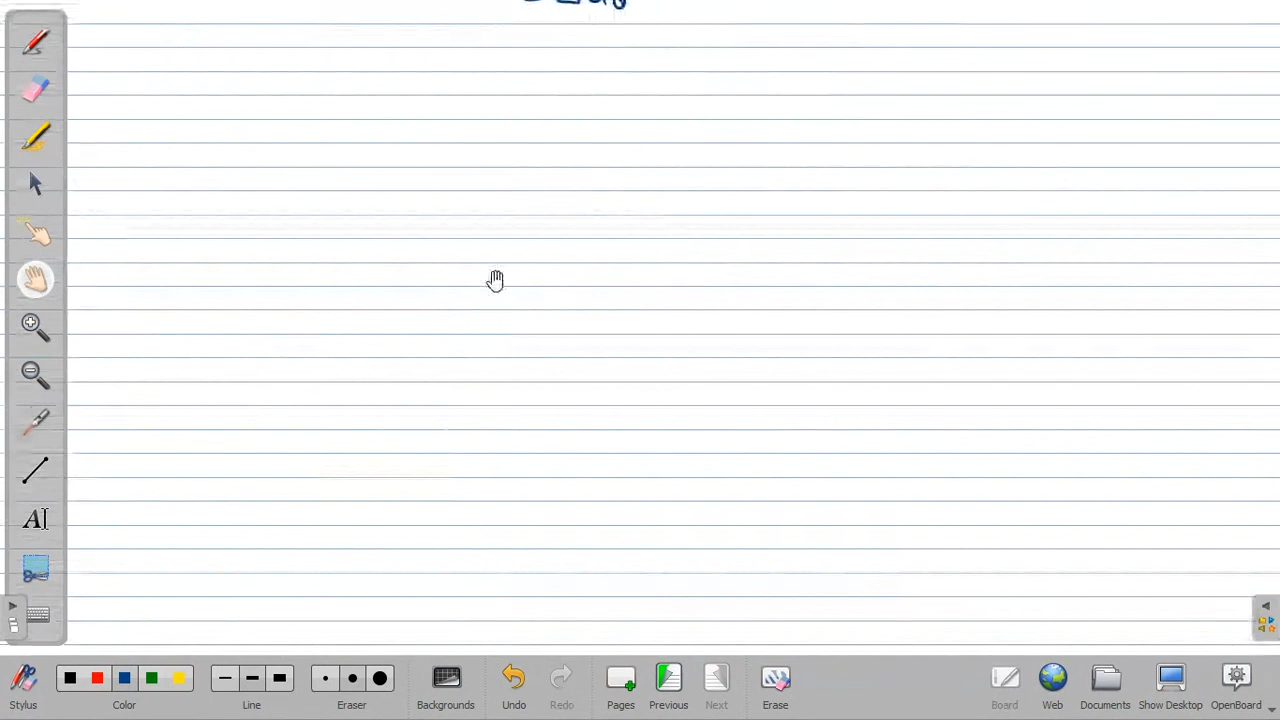 Stylus
Color
Line
Eraser
Backgrounds
Undo
Redo
Pages
Previous
Next
Erase
Board
Web
Documents
Show Desktop
OpenBoard